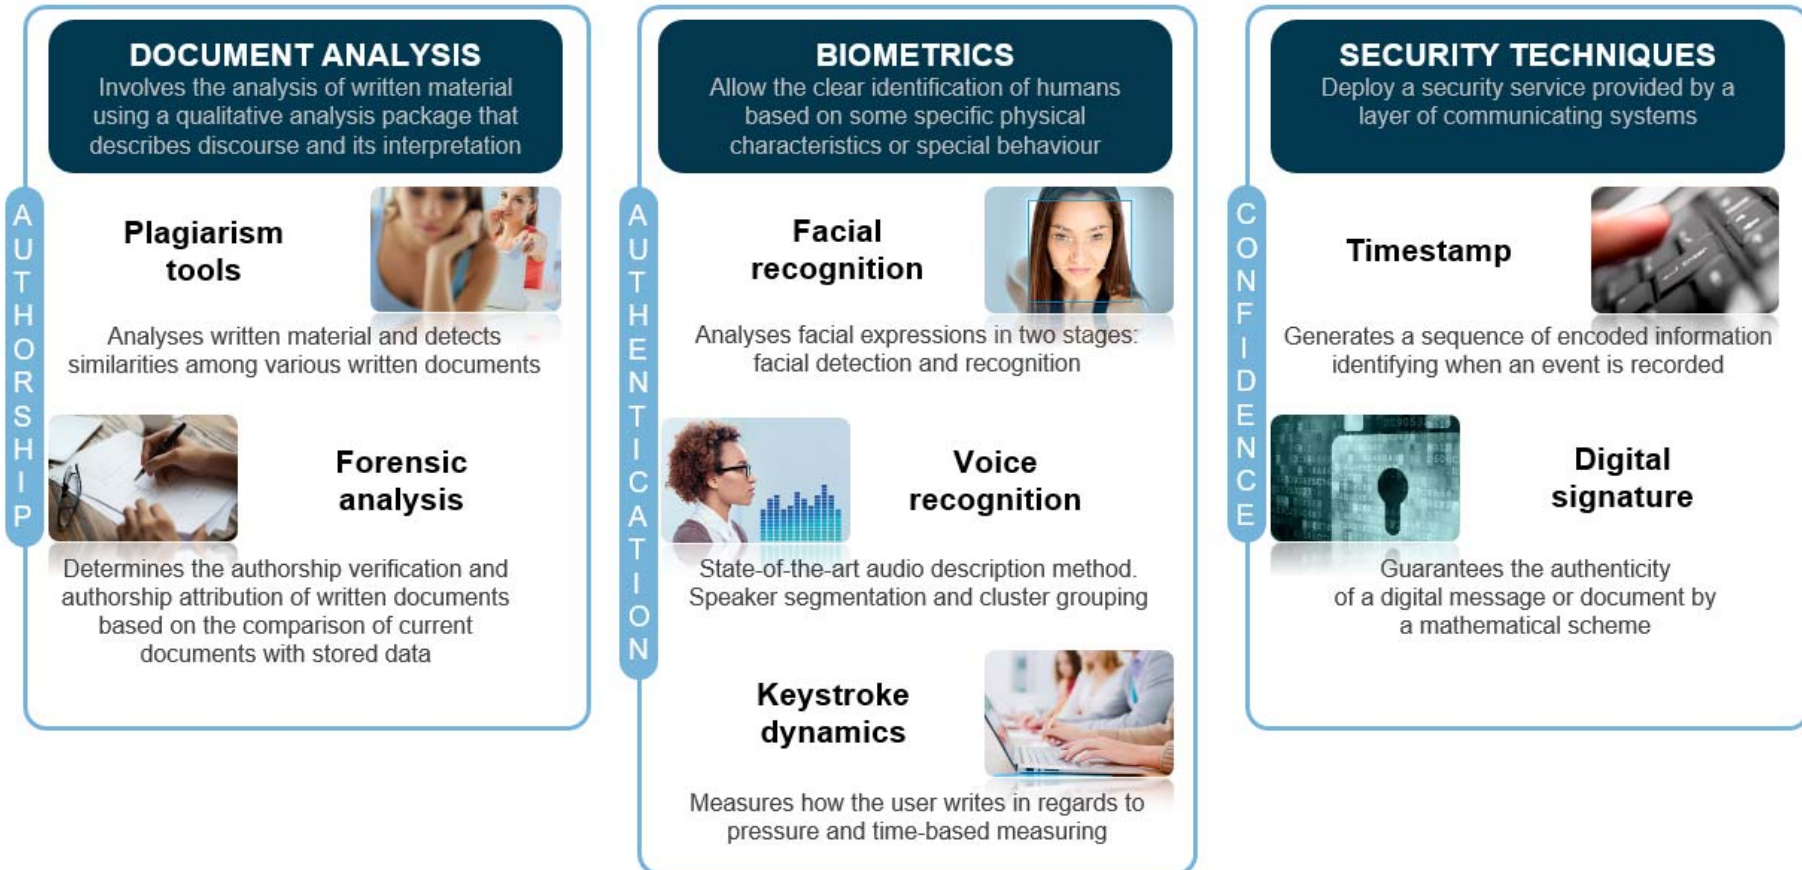 DOCUMENT ANALYSIS
Involves the analysis of written material
using a qualitative analysis package that
describes discourse and its interpretation
AUTHORSHIP
Plagiarism
tools
Analyses written material and detects
similarities among various written documents
Forensic
analysis
Determines the authorship verification and
authorship attribution of written documents
based on the comparison of current
documents with stored data
BIOMETRICS
Allow the clear identification of humans
based on some specific physical
characteristics or special behaviour
AUTHENTICATION
Facial
recognition
Analyses facial expressions in two stages:
facial detection and recognition
Voice
recognition
State-of-the-art audio description method.
Speaker segmentation and cluster grouping
Keystroke
dynamics
Measures how the user writes in regards to
pressure and time-based measuring
SECURITY TECHNIQUES
Deploy a security service provided by a
layer of communicating systems
CONFIDENCE
Timestamp
Generates a sequence of encoded information
identifying when an event is recorded
Digital
signature
Guarantees the authenticity
of a digital message or document by
a mathematical scheme